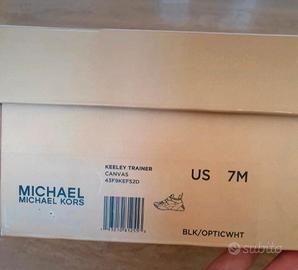 KEELEY TRAINER
CANVAS
43F9KEFS2D
US 7M
MICHAEL
MICHAEL KORS
BLK/OPTICWHT
subito